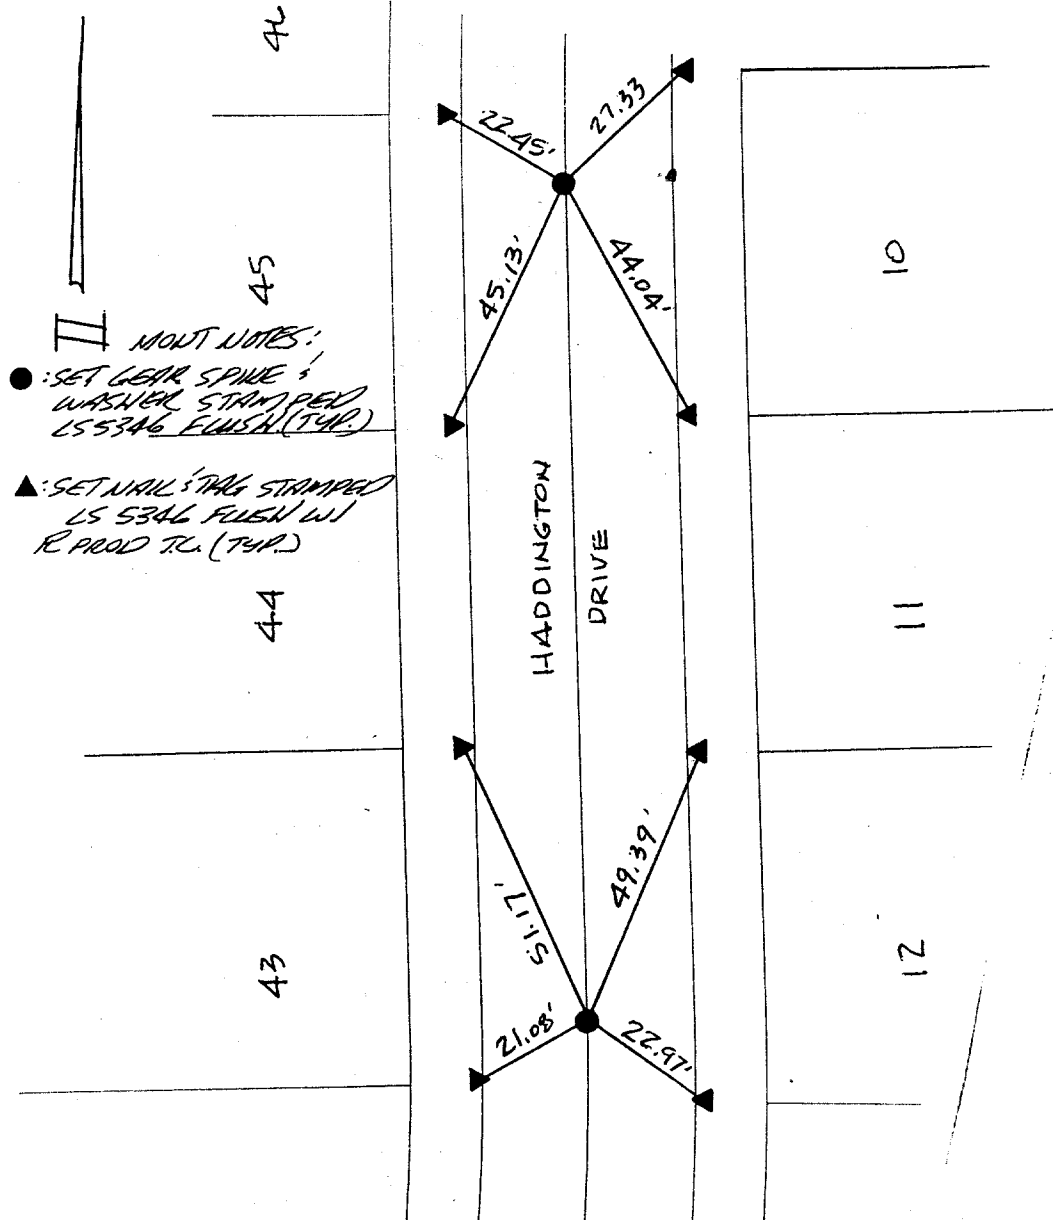 46
22.45'
27.33
45
45.13'
44.04'
10
MONT NOTES:
: SET GEAR SPIKE &
WASHER STAMPED
LS5346 FLUSH (TYP.)
: SET NAIL & TAG STAMPED
LS 5346 FLUSH W/
PROD T.C. (TYP.)
HADDINGTON
DRIVE
44
11
51.17'
49.39'
43
12
21.08'
22.97'